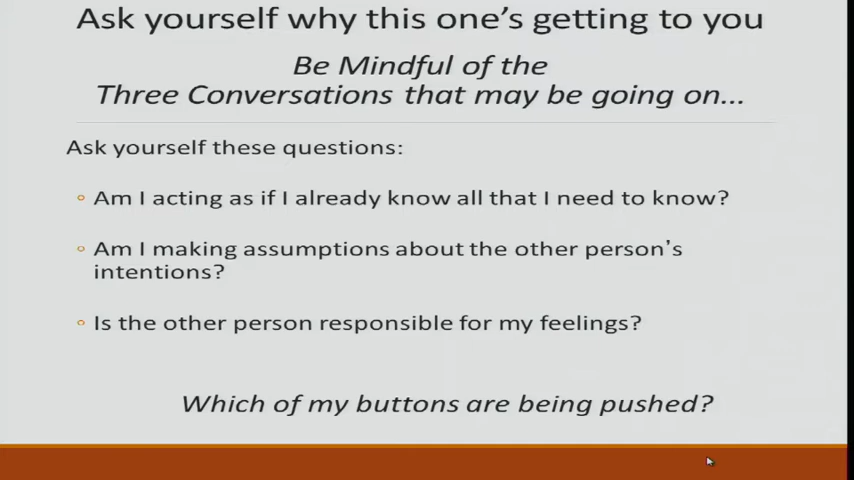 Ask yourself why this one's getting to you
Be Mindful of the
Three Conversations that may be going on...
Ask yourself these questions:
◦ Am I acting as if I already know all that I need to know?
◦ Am I making assumptions about the other person's
intentions?
◦ Is the other person responsible for my feelings?
Which of my buttons are being pushed?